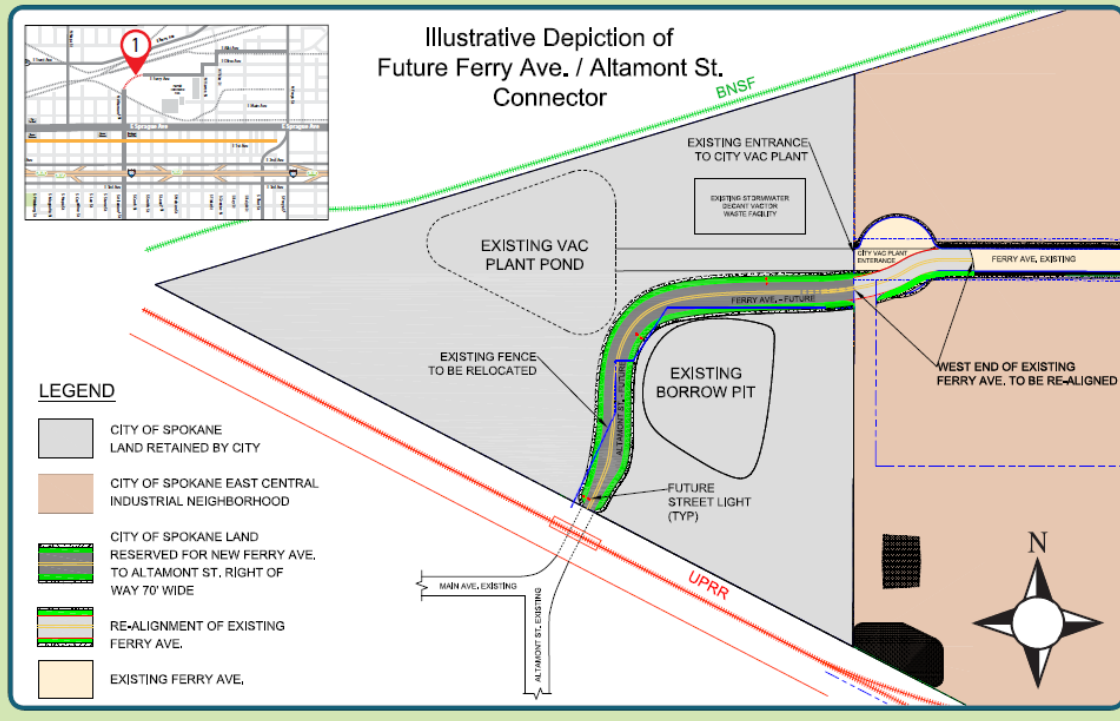 Illustrative Depiction of
Future Ferry Ave. / Altamont St.
Connector
1
E Sprague Ave
E Sprague Ave
BNSF
EXISTING ENTRANCE
TO CITY VAC PLANT
EXISTING STORMWATER
DECANT VACTOR
WASTE FACILITY
EXISTING VAC
PLANT POND
CITY VAC PLANT
ENTERANCE
FERRY AVE. EXISTING
FERRY AVE. - FUTURE
EXISTING FENCE
TO BE RELOCATED
ALTAMONT ST. - FUTURE
EXISTING
BORROW PIT
WEST END OF EXISTING
FERRY AVE. TO BE RE-ALIGNED
FUTURE
STREET LIGHT
(TYP)
UPRR
MAIN AVE. EXISTING
ALTAMONT ST. EXISTING
N
LEGEND
CITY OF SPOKANE
LAND RETAINED BY CITY
CITY OF SPOKANE EAST CENTRAL
INDUSTRIAL NEIGHBORHOOD
CITY OF SPOKANE LAND
RESERVED FOR NEW FERRY AVE.
TO ALTAMONT ST. RIGHT OF
WAY 70' WIDE
RE-ALIGNMENT OF EXISTING
FERRY AVE.
EXISTING FERRY AVE.